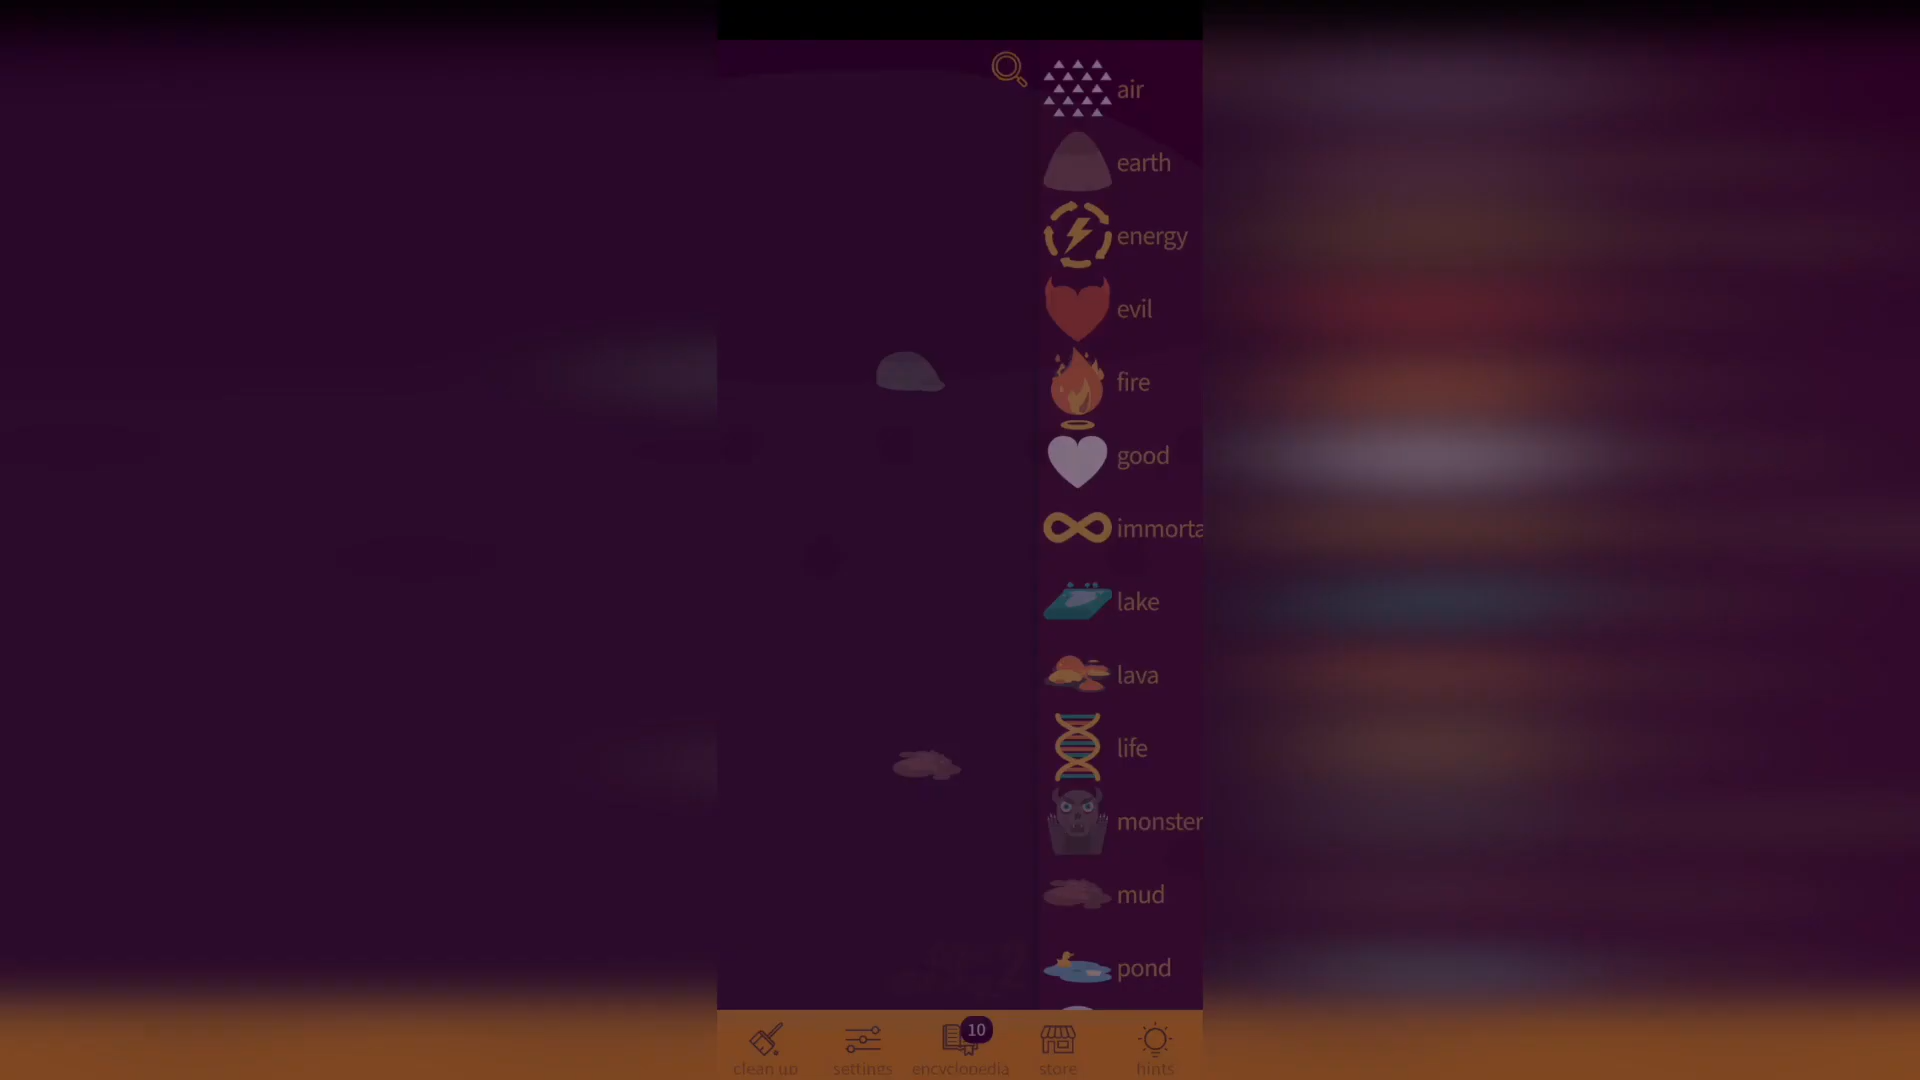 air
earth
energy
evil
fire
good
immorta
lake
lava
life
monster
mud
pond
10
clean up
settings
encyclopedia
store
hints